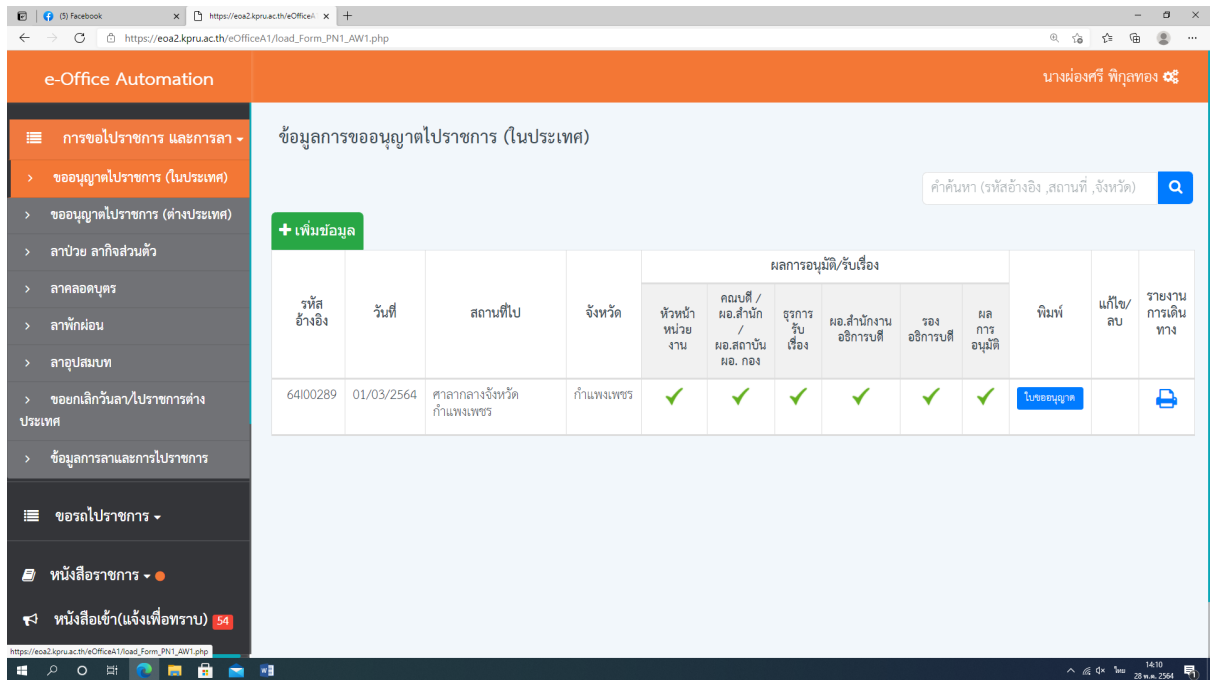 (5) Facebook
https://eoa2.kpru.ac.th/eOfficeA
https://eoa2.kpru.ac.th/eOfficeA1/load_Form_PN1_AW1.php
e-Office Automation
นางผ่องศรี พิกุลทอง
การขอไปราชการ และการลา
ขออนุญาตไปราชการ (ในประเทศ)
ขออนุญาตไปราชการ (ต่างประเทศ)
ลาป่วย ลากิจส่วนตัว
ลาคลอดบุตร
ลาพักผ่อน
ลาอุปสมบท
ขอยกเลิกวันลา/ไปราชการต่าง
ประเทศ
ข้อมูลการลาและการไปราชการ
ขอรถไปราชการ
หนังสือราชการ
หนังสือเข้า(แจ้งเพื่อทราบ) 54
ข้อมูลการขออนุญาตไปราชการ (ในประเทศ)
คำค้นหา (รหัสอ้างอิง ,สถานที่ ,จังหวัด)
เพิ่มข้อมูล
รหัส
อ้างอิง
วันที่
สถานที่ไป
จังหวัด
ผลการอนุมัติ/รับเรื่อง
หัวหน้า
หน่วย
งาน
คณบดี /
ผอ.สำนัก
/
ผอ.สถาบัน
ผอ. กอง
ธุรการ
รับ
เรื่อง
ผอ.สำนักงาน
อธิการบดี
รอง
อธิการบดี
ผล
การ
อนุมัติ
พิมพ์
แก้ไข/
ลบ
รายงาน
การเดิน
ทาง
64I00289
01/03/2564
ศาลากลางจังหวัด
กำแพงเพชร
กำแพงเพชร
ใบขออนุญาต
https://eoa2.kpru.ac.th/eOfficeA1/load_Form_PN1_AW1.php
ไทย
14:10
28 พ.ค. 2564